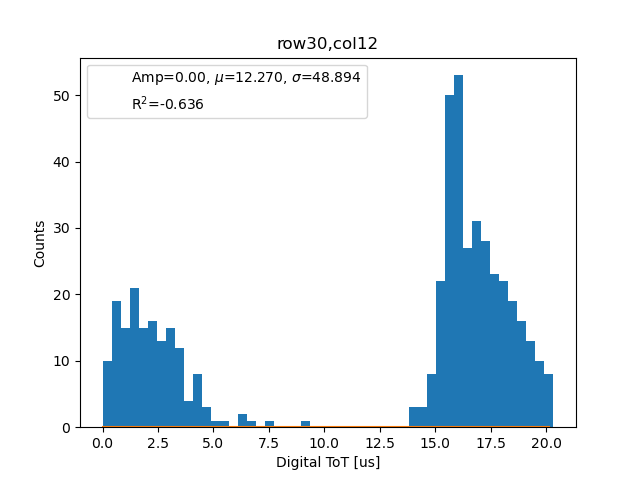 row30,col12
Amp=0.00, μ=12.270, σ=48.894
R²=-0.636
Counts
50
40
30
20
10
0
0.0 2.5 5.0 7.5 10.0 12.5 15.0 17.5 20.0
Digital ToT [us]